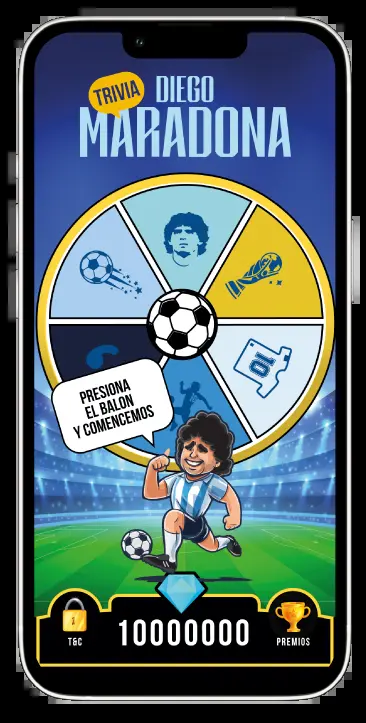 TRIVIA
DIEGO
MARADONA
10
PRESIONA
EL BALON
Y COMENCEMOS
10000000
T&C
PREMIOS